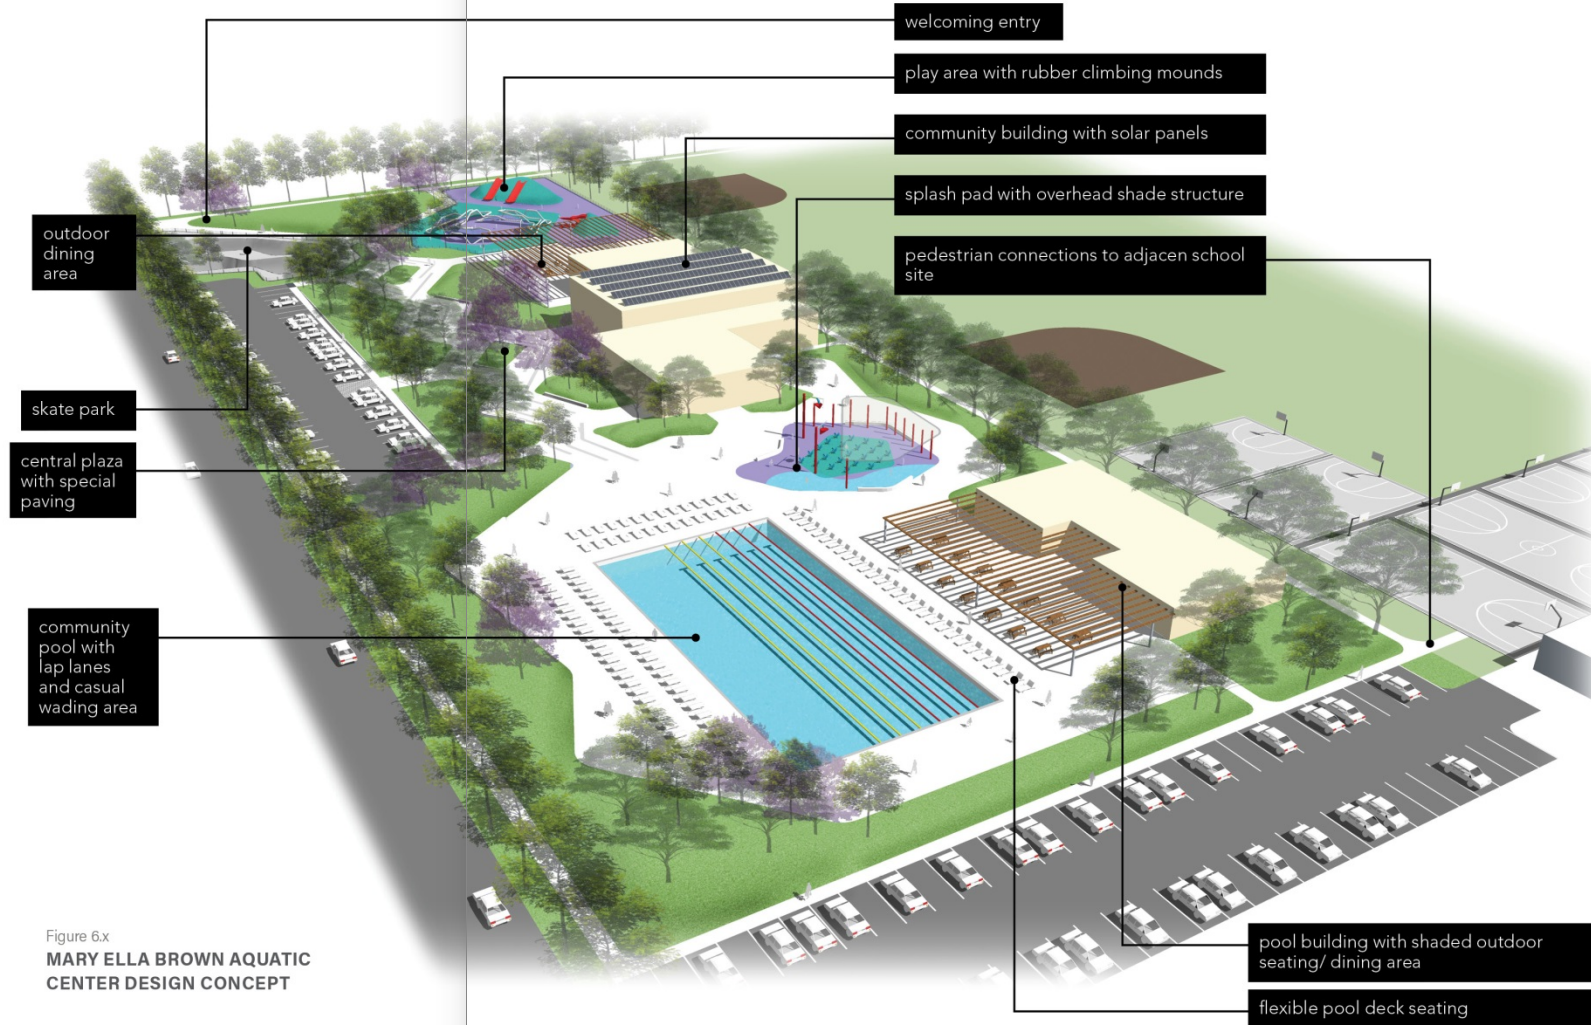 welcoming entry
play area with rubber climbing mounds
community building with solar panels
splash pad with overhead shade structure
pedestrian connections to adjacen school
site
outdoor
dining
area
skate park
central plaza
with special
paving
community
pool with
lap lanes
and casual
wading area
pool building with shaded outdoor
seating/ dining area
flexible pool deck seating
Figure 6.x
MARY ELLA BROWN AQUATIC
CENTER DESIGN CONCEPT